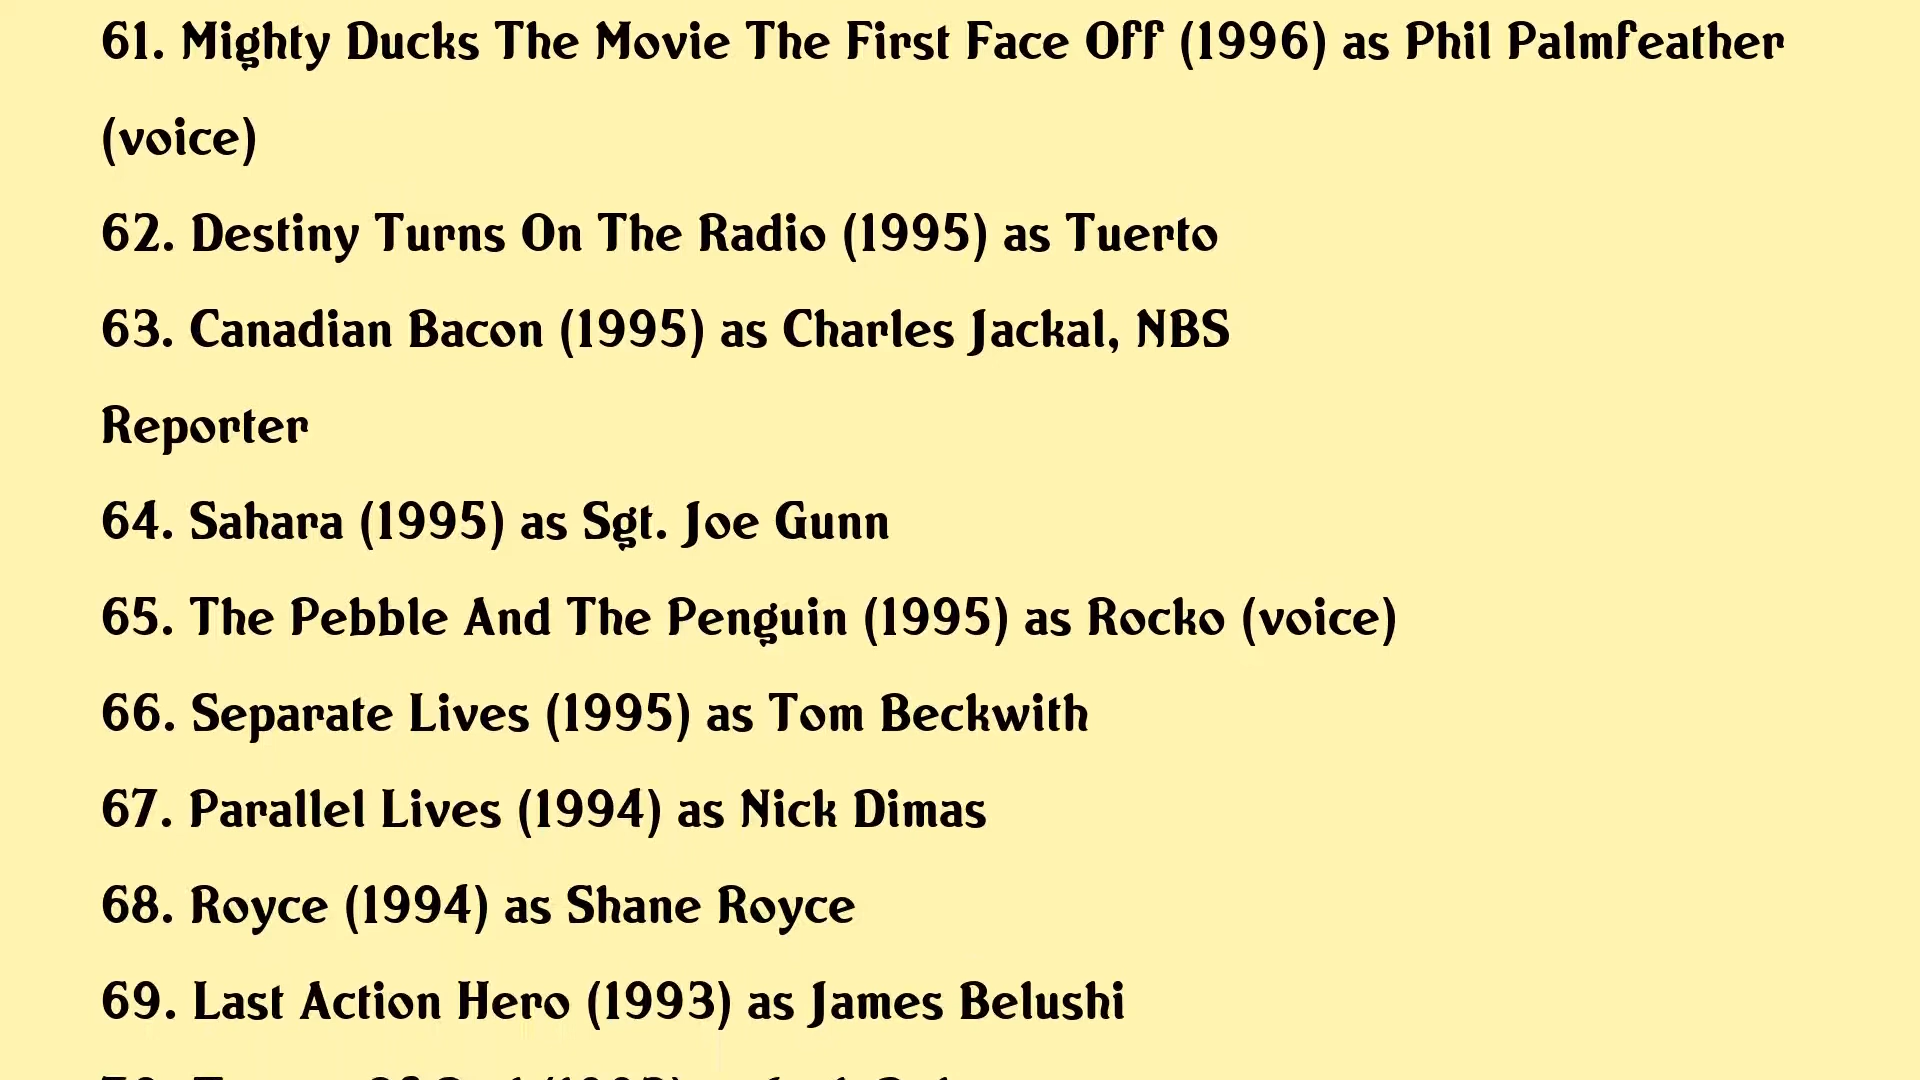 61. Mighty Ducks The Movie The First Face Off (1996) as Phil Palmfeather
(voice)
62. Destiny Turns On The Radio (1995) as Tuerto
63. Canadian Bacon (1995) as Charles Jackal, NBS
Reporter
64. Sahara (1995) as Sgt. Joe Gunn
65. The Pebble And The Penguin (1995) as Rocko (voice)
66. Separate Lives (1995) as Tom Beckwith
67. Parallel Lives (1994) as Nick Dimas
68. Royce (1994) as Shane Royce
69. Last Action Hero (1993) as James Belushi